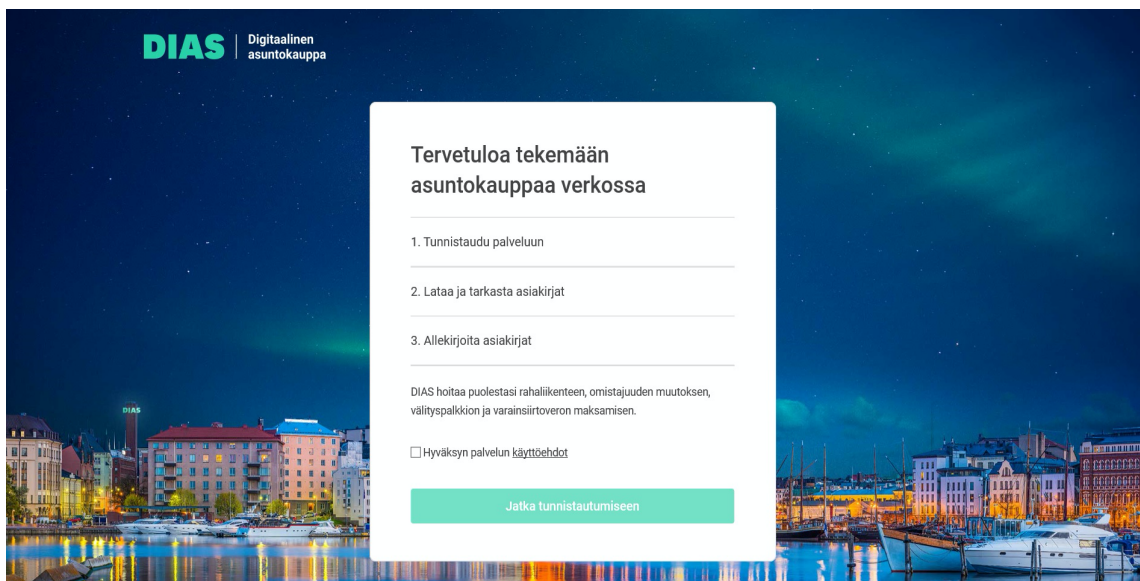 DIAS
Digitaalinen
asuntokauppa
Tervetuloa tekemään
asuntokauppaa verkossa
1. Tunnistaudu palveluun
2. Lataa ja tarkasta asiakirjat
3. Allekirjoita asiakirjat
DIAS hoitaa puolestasi rahaliikenteen, omistajuuden muutoksen,
välityspalkkion ja varainsiirtoveron maksamisen.
Hyväksyn palvelun käyttöehdot
Jatka tunnistautumiseen
DIAS